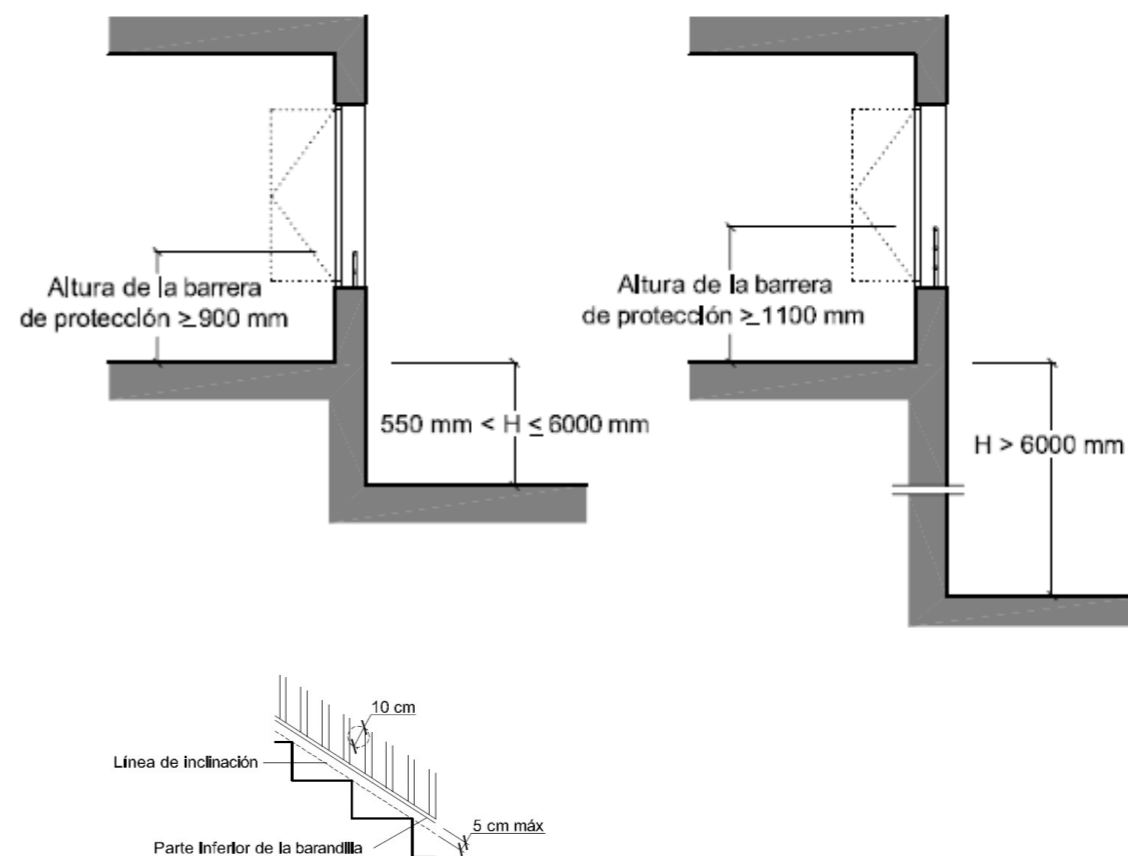 Altura de la barrera
de protección ≥ 900 mm
550 mm < H ≤ 6000 mm
Altura de la barrera
de protección ≥ 1100 mm
H > 6000 mm
10 cm
Línea de inclinación
5 cm máx
Parte inferior de la barandilla